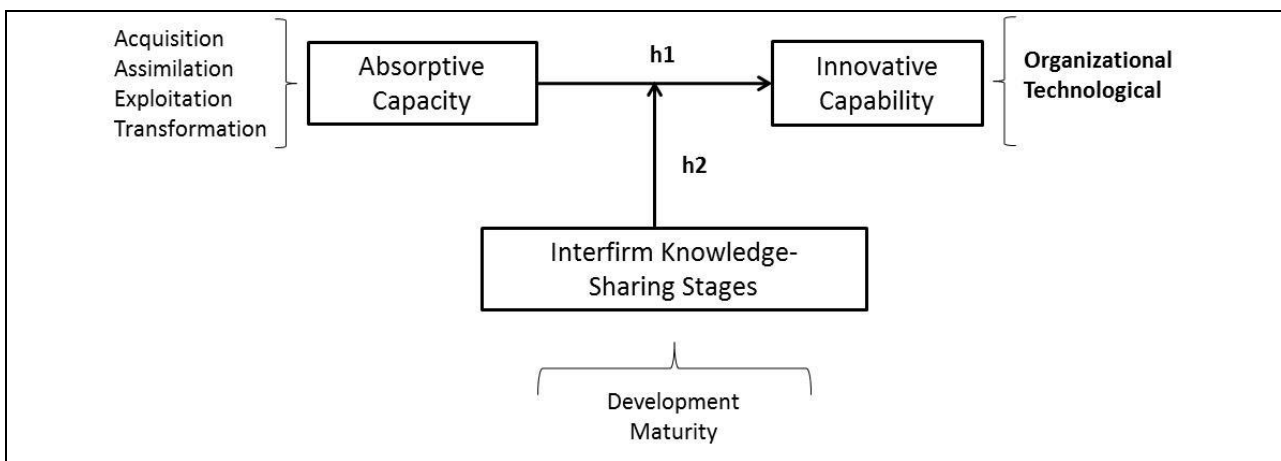 Acquisition
Assimilation
Exploitation
Transformation
Absorptive
Capacity
h1
Innovative
Capability
Organizational
Technological
h2
Interfirm Knowledge-
Sharing Stages
Development
Maturity